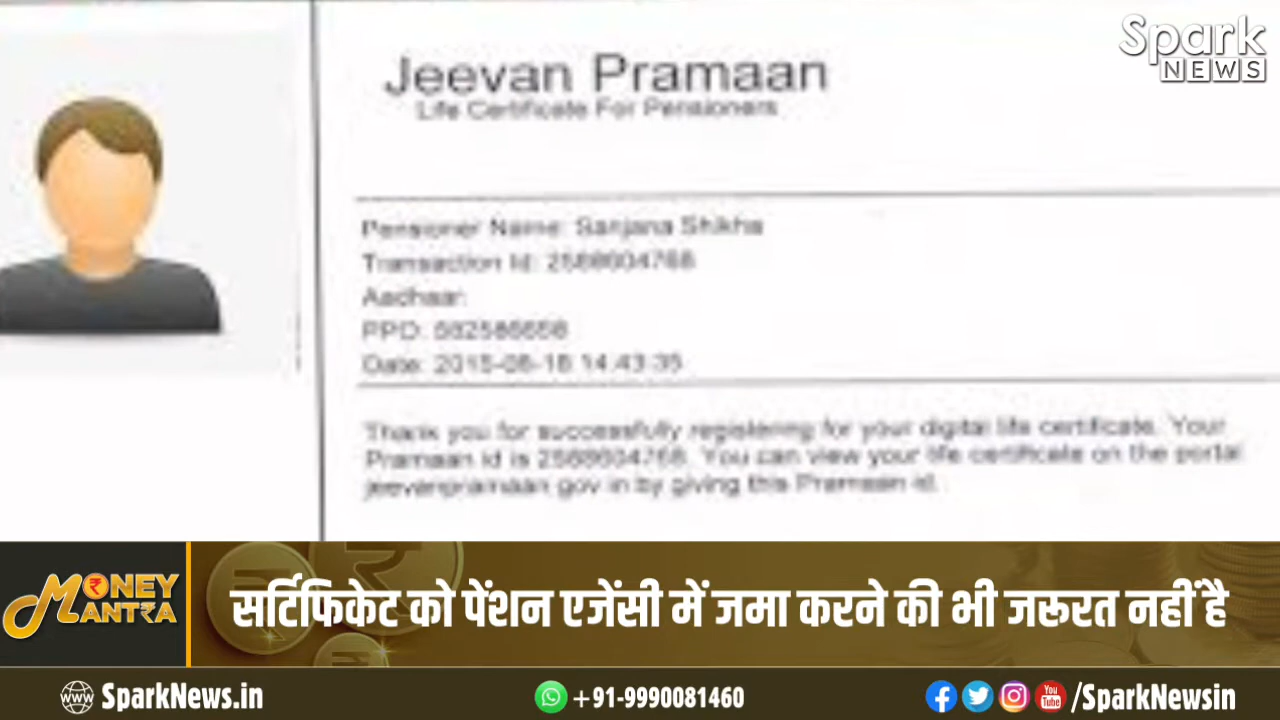 Spark
NEWS
Jeevan Pramaan
Life Certificate For Pensioners
Pensioner Name: Sanjana Shikha
Transaction Id: 2588604768
Aadhaar:
PPO:
Date: 2015-08-18 14:43:35
Thank you for successfully registering for your digital life certificate. Your
Pramaan id is 2588604768. You can view your life certificate on the portal
jeevanpramaan.gov.in by giving this Pramaan id.
MONEY
MANTRA
सर्टिफिकेट को पेंशन एजेंसी में जमा करने की भी जरूरत नहीं है
SparkNews.in
+91-9990081460
/SparkNewsin